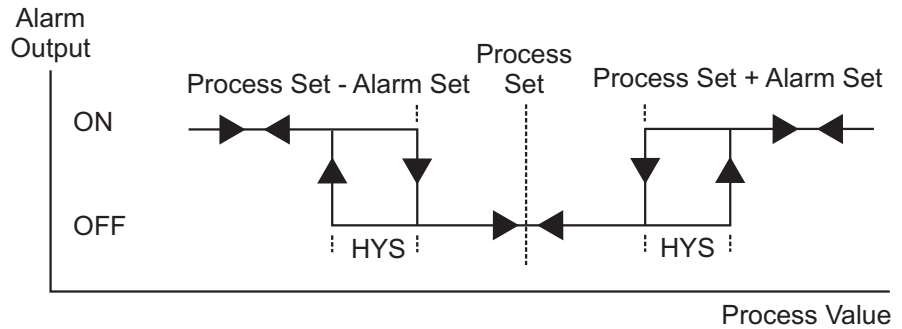 Alarm
Output
Process
Set
Process Set - Alarm Set
Process Set + Alarm Set
ON
OFF
HYS
HYS
Process Value